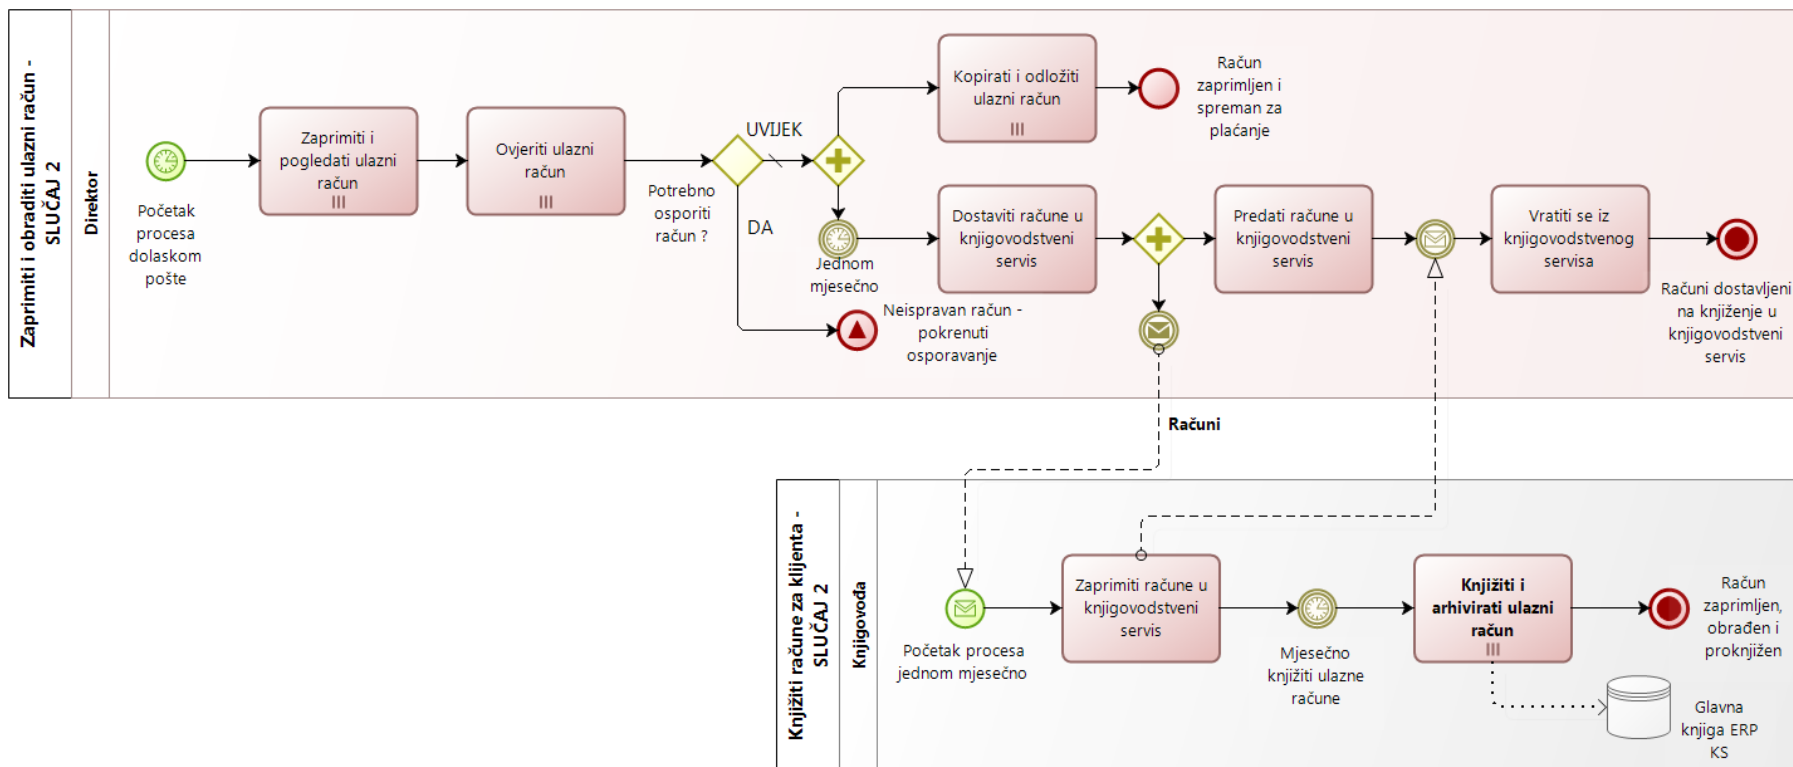 Zaprimiti i obraditi ulazni račun -
SLUČAJ 2
Direktor
Početak
procesa
dolaskom
pošte
Zaprimiti i
pogledati ulazni
račun
Ovjeriti ulazni
račun
Potrebno
osporiti
račun ?
UVIJEK
DA
Kopirati i odložiti
ulazni račun
Račun
zaprimljen i
spreman za
plaćanje
Jednom
mjesečno
Dostaviti račune u
knjigovodstveni
servis
Predati račune u
knjigovodstveni
servis
Vratiti se iz
knjigovodstvenog
servisa
Računi dostavljeni
na knjiženje u
knjigovodstveni
servis
Neispravan račun -
pokrenuti
osporavanje
Računi
Knjižiti račune za klijenta -
SLUČAJ 2
Knjigovođa
Početak procesa
jednom mjesečno
Zaprimiti račune u
knjigovodstveni
servis
Mjesečno
knjižiti ulazne
račune
Knjižiti i
arhivirati ulazni
račun
Račun
zaprimljen,
obrađen i
proknjižen
Glavna
knjiga ERP
KS